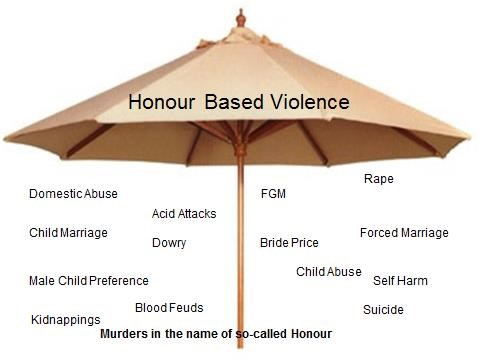 Honour Based Violence
Rape
Domestic Abuse
FGM
Acid Attacks
Child Marriage
Dowry
Bride Price
Forced Marriage
Male Child Preference
Child Abuse
Self Harm
Blood Feuds
Suicide
Kidnappings
Murders in the name of so-called Honour